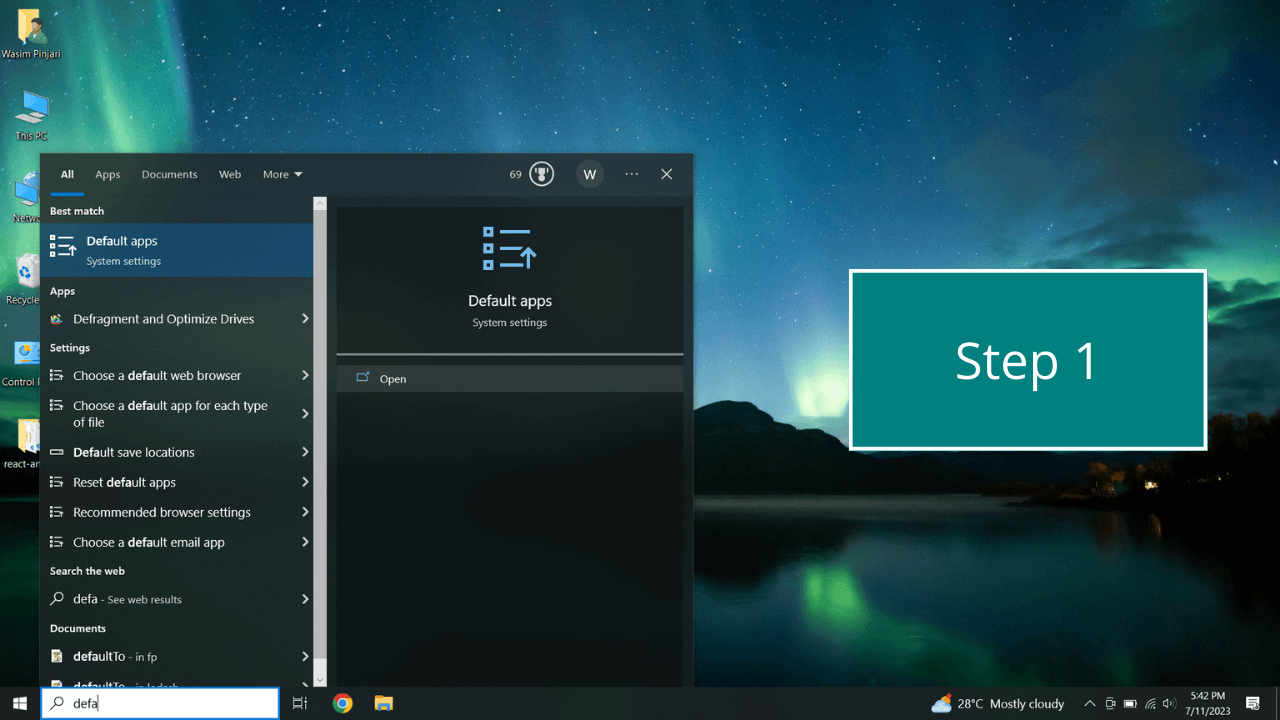 Wasim Pinjari
This PC
Netwo
Recycle
Control P
react-an
All
Apps
Documents
Web
More
69
W
Best match
Default apps
System settings
Apps
Defragment and Optimize Drives
Settings
Choose a default web browser
Choose a default app for each type
of file
Default save locations
Reset default apps
Recommended browser settings
Choose a default email app
Search the web
defa - See web results
Documents
defaultTo - in fp
defaultTo - in lodash
Default apps
System settings
Open
Step 1
defa
28°C Mostly cloudy
5:42 PM
7/11/2023